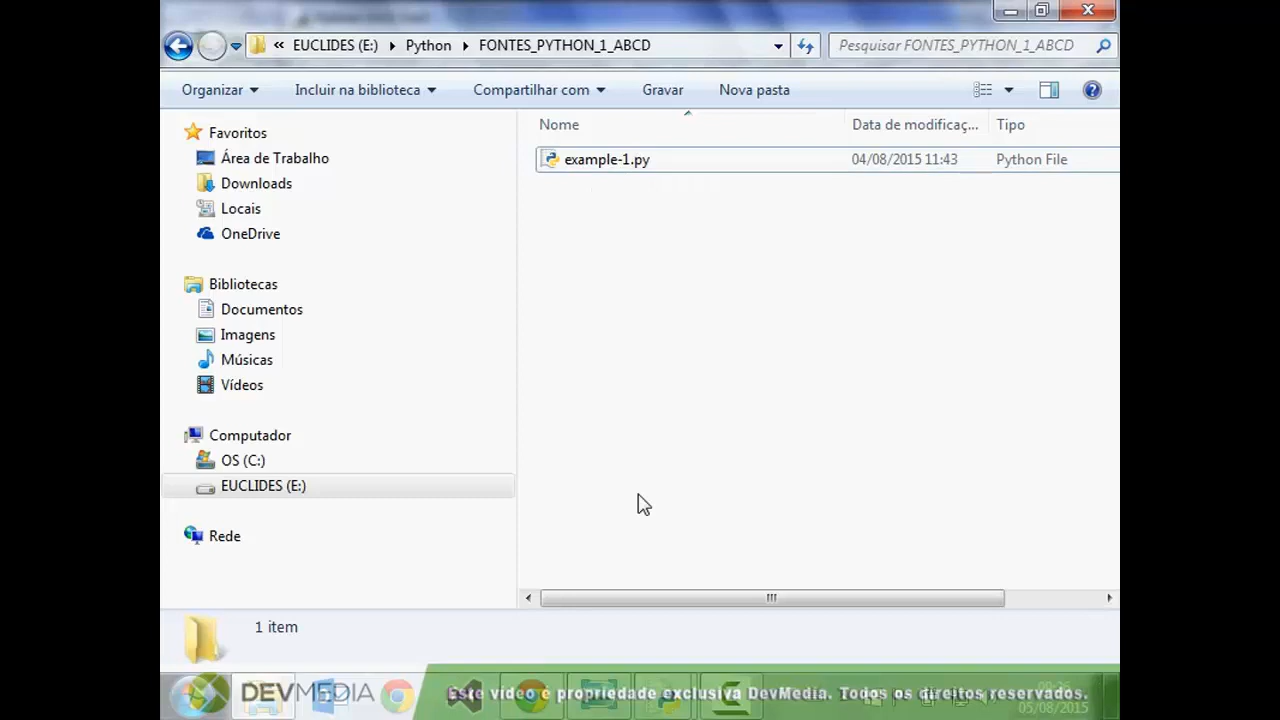 « EUCLIDES (E:) Python FONTES_PYTHON_1_ABCD Pesquisar FONTES_PYTHON_1_ABCD
Organizar Incluir na biblioteca Compartilhar com Gravar Nova pasta
Nome Data de modificaç... Tipo
example-1.py 04/08/2015 11:43 Python File
Favoritos
Área de Trabalho
Downloads
Locais
OneDrive
Bibliotecas
Documentos
Imagens
Músicas
Vídeos
Computador
OS (C:)
EUCLIDES (E:)
Rede
1 item
DEVMEDIA Este vídeo é propriedade exclusiva DevMedia. Todos os direitos reservados.
05/08/2015